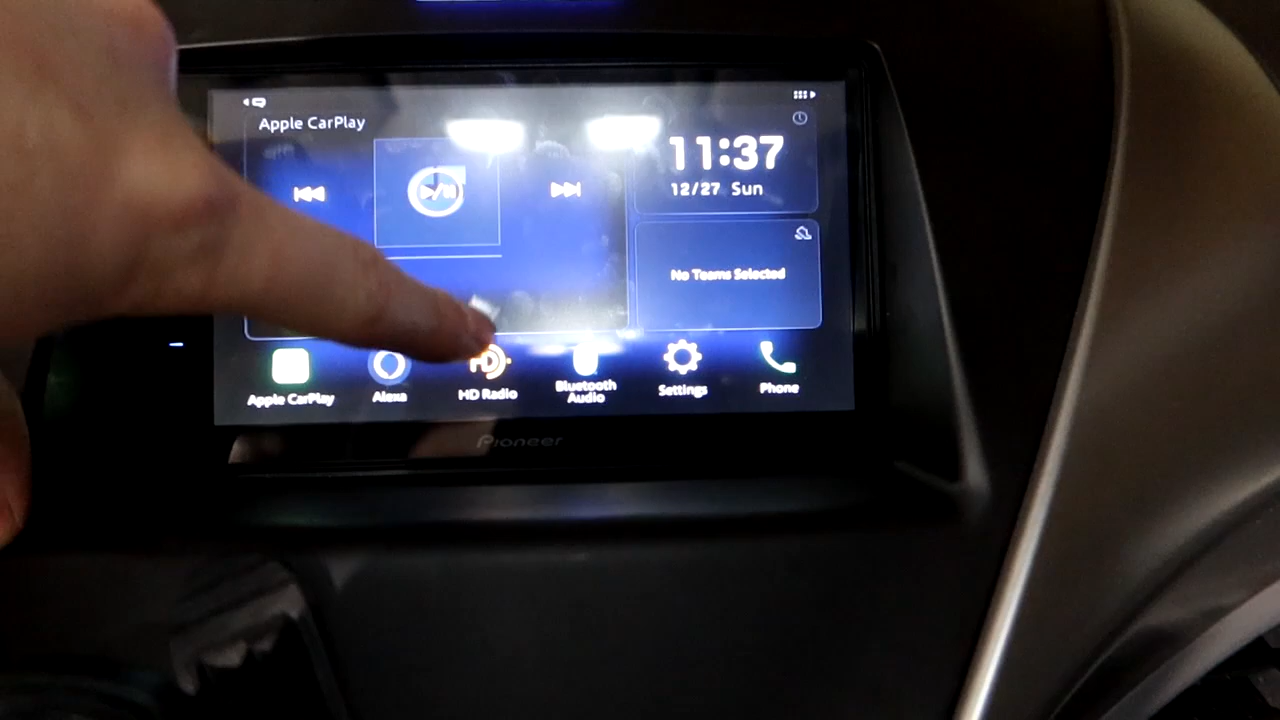 Apple CarPlay
11:37
12/27 Sun
No Teams Selected
Apple CarPlay
Alexa
HD Radio
Bluetooth
Audio
Settings
Phone
Pioneer